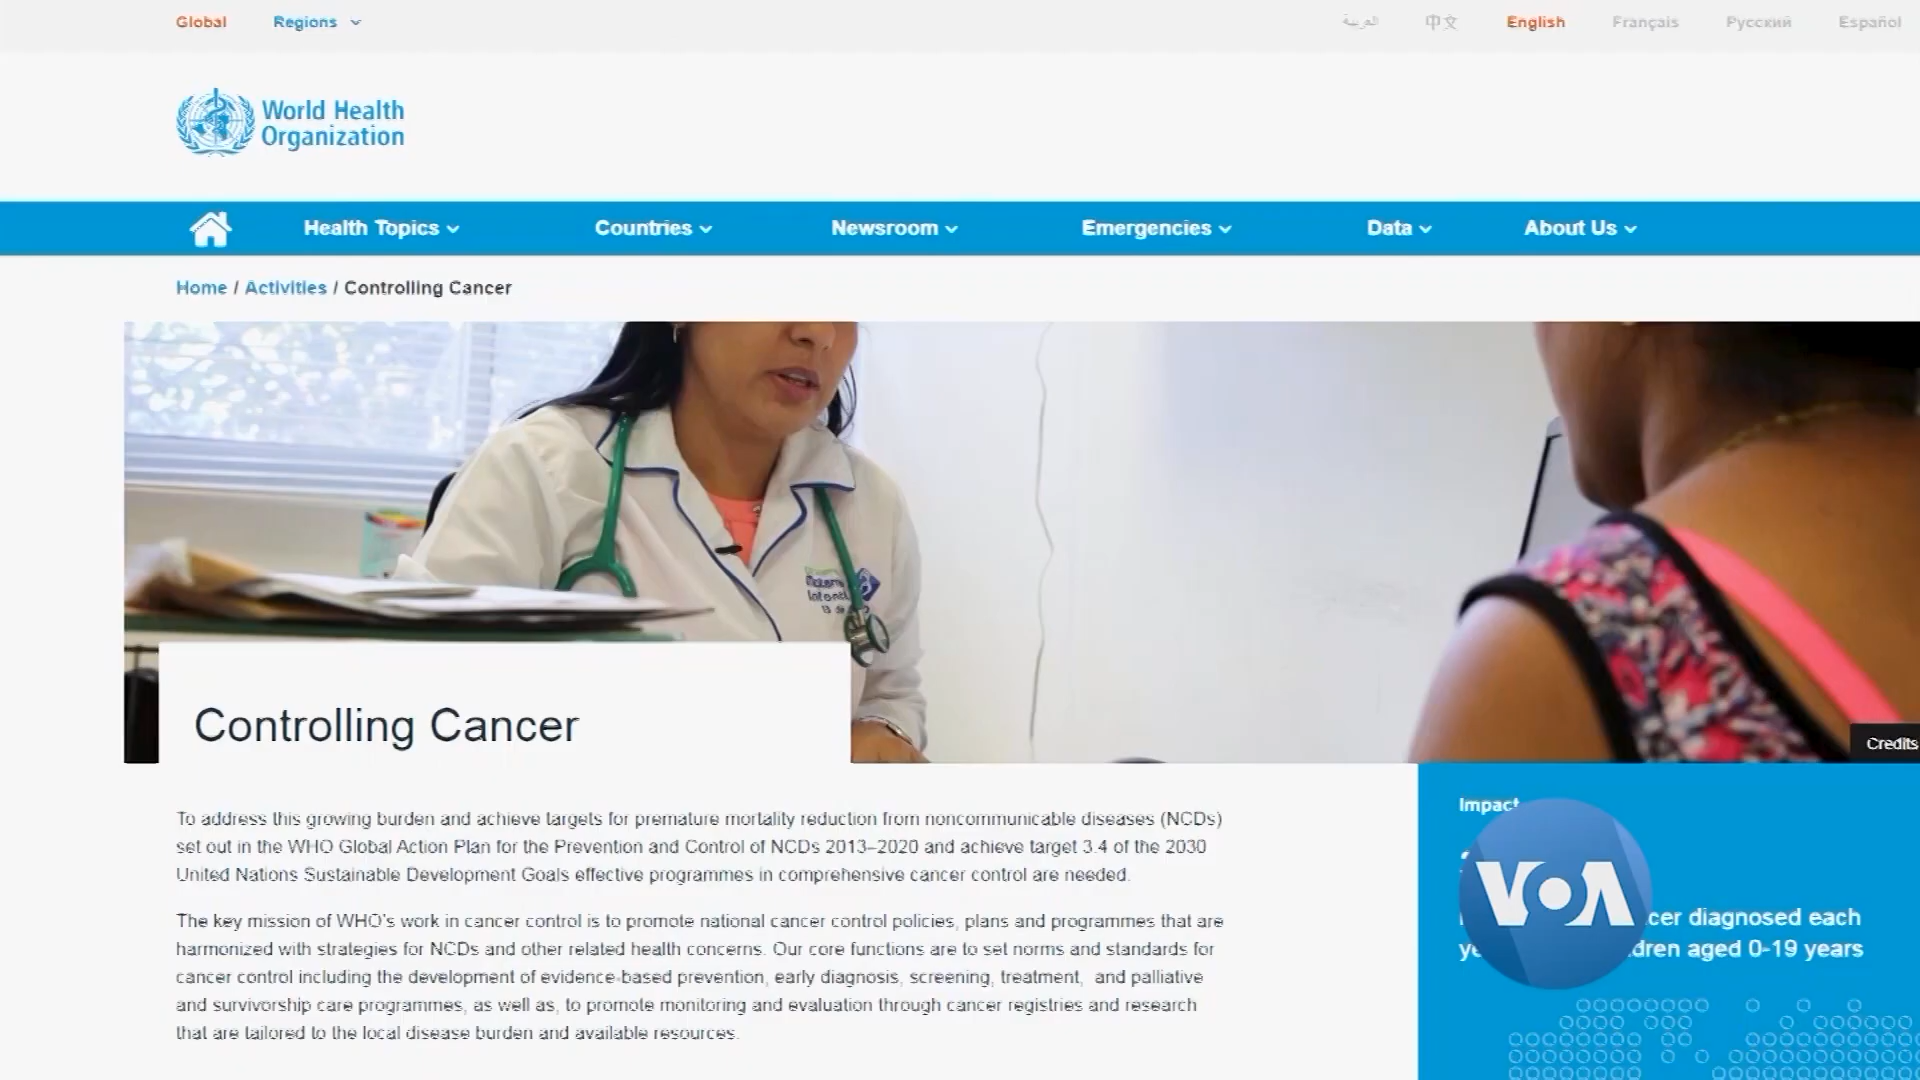 Global Regions
العربية 中文 English Français Русский Español
World Health
Organization
Health Topics Countries Newsroom Emergencies Data About Us
Home / Activities / Controlling Cancer
Infantil
Credits
Controlling Cancer
To address this growing burden and achieve targets for premature mortality reduction from noncommunicable diseases (NCDs)
set out in the WHO Global Action Plan for the Prevention and Control of NCDs 2013–2020 and achieve target 3.4 of the 2030
United Nations Sustainable Development Goals effective programmes in comprehensive cancer control are needed.
The key mission of WHO's work in cancer control is to promote national cancer control policies, plans and programmes that are
harmonized with strategies for NCDs and other related health concerns. Our core functions are to set norms and standards for
cancer control including the development of evidence-based prevention, early diagnosis, screening, treatment, and palliative
and survivorship care programmes, as well as, to promote monitoring and evaluation through cancer registries and research
that are tailored to the local disease burden and available resources.
Impact
VOA
cer diagnosed each
dren aged 0-19 years